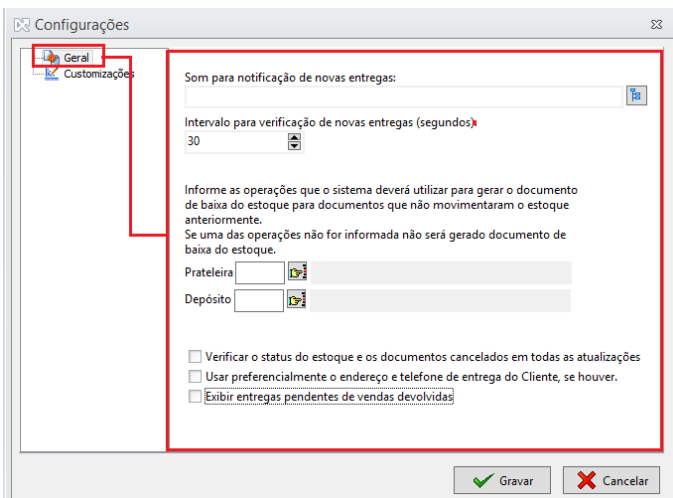 Configurações
Geral
Customizações
Som para notificação de novas entregas:
Intervalo para verificação de novas entregas (segundos)
30
Informe as operações que o sistema deverá utilizar para gerar o documento
de baixa do estoque para documentos que não movimentaram o estoque
anteriormente.
Se uma das operações não for informada não será gerado documento de
baixa do estoque.
Prateleira
Depósito
Verificar o status do estoque e os documentos cancelados em todas as atualizações
Usar preferencialmente o endereço e telefone de entrega do Cliente, se houver.
Exibir entregas pendentes de vendas devolvidas
Gravar
Cancelar